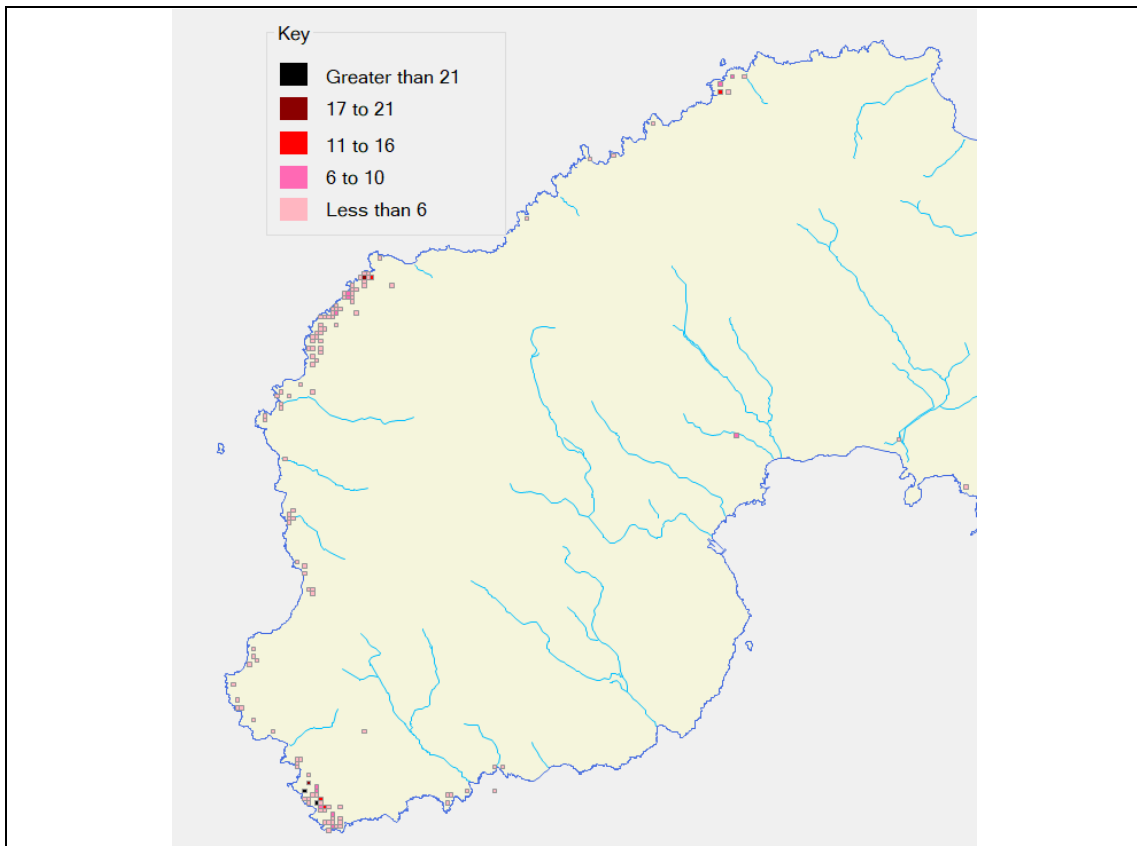 Key
Greater than 21
17 to 21
11 to 16
6 to 10
Less than 6